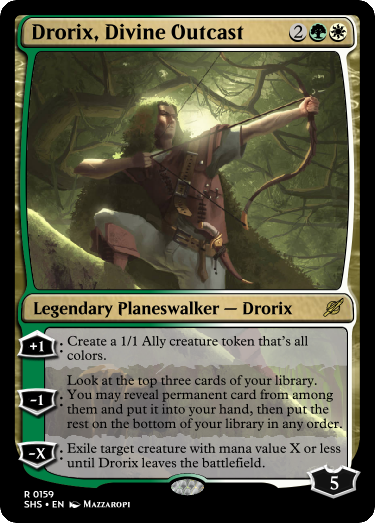 Drorix, Divine Outcast 2
Legendary Planeswalker — Drorix
+1 : Create a 1/1 Ally creature token that's all
colors.
Look at the top three cards of your library.
-1 : You may reveal permanent card from among
them and put it into your hand, then put the
rest on the bottom of your library in any order.
-X : Exile target creature with mana value X or less
until Drorix leaves the battlefield.
5
R 0159
SHS • EN Mazzaropi